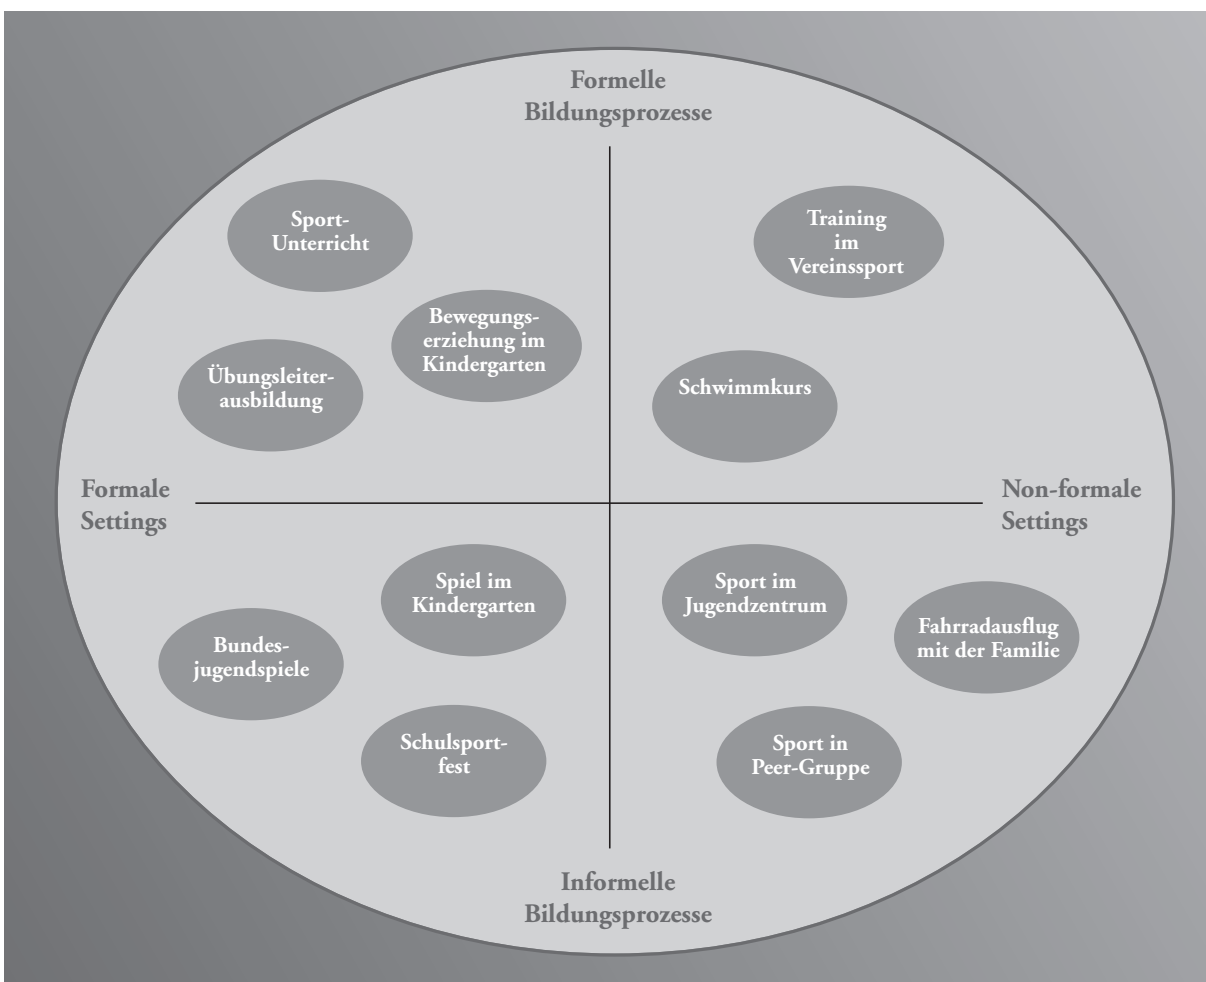 Formelle
Bildungsprozesse
Sport-
Unterricht
Training
im
Vereinssport
Bewegungs-
erziehung im
Kindergarten
Übungsleiter-
ausbildung
Schwimmkurs
Formale
Settings
Non-formale
Settings
Spiel im
Kindergarten
Sport im
Jugendzentrum
Fahrradausflug
mit der Familie
Bundes-
jugendspiele
Schulsport-
fest
Sport in
Peer-Gruppe
Informelle
Bildungsprozesse